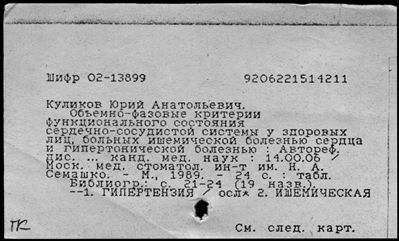 Шифр О2-13899 9206221514211
Куликов Юрий Анатольевич.
Объемно-фазовые критерии
функционального состояния
сердечно-сосудистой системы у здоровых
лиц, больных ишемической болезнью сердца
и гипертонической болезнью : Автореф.
дис. ... канд. мед. наук : 14.00.06 /
Моск. мед. стоматол. ин-т им. Н. А.
Семашко. - М., 1989. - 24 с. : табл.
Библиогр.: с. 21-24 (19 назв.).
--1. ГИПЕРТЕНЗИЯ / осл* 2. ИШЕМИЧЕСКАЯ
См. след. карт.